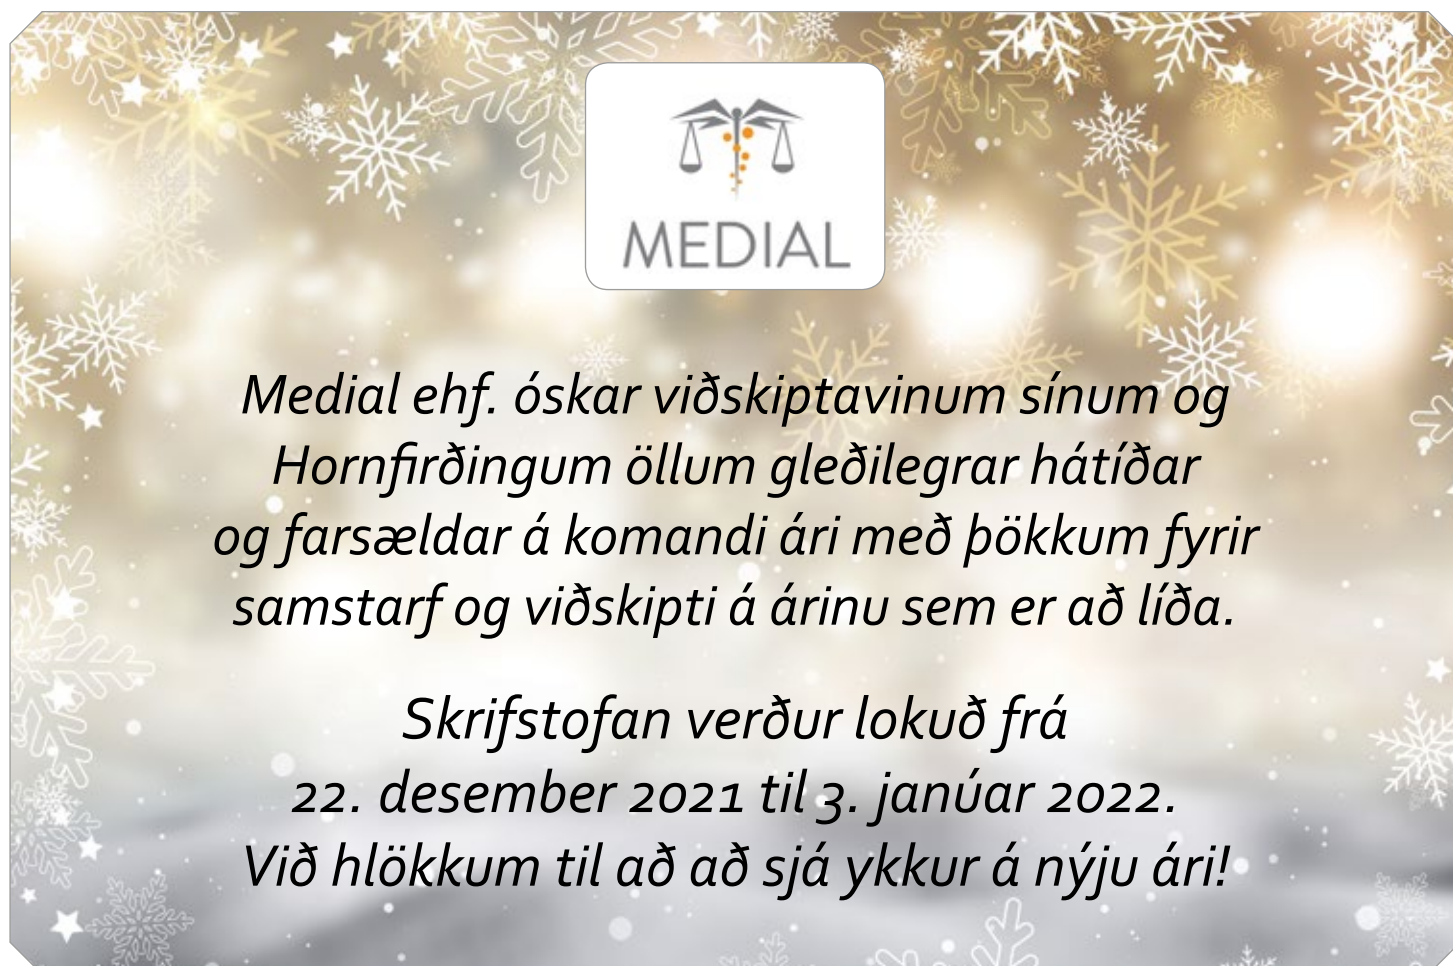 MEDIAL
Medial ehf. óskar viðskiptavinum sínum og
Hornfirðingum öllum gleðilegrar hátíðar
og farsældar á komandi ári með þökkum fyrir
samstarf og viðskipti á árinu sem er að líða.
Skrifstofan verður lokuð frá
22. desember 2021 til 3. janúar 2022.
Við hlökkum til að að sjá ykkur á nýju ári!